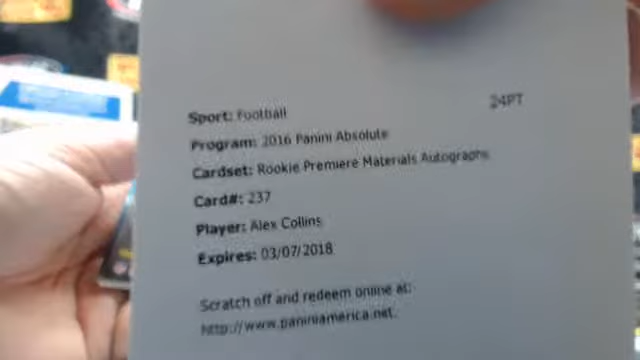 24PT
Sport: Football
Program: 2016 Panini Absolute
Cardset: Rookie Premiere Materials Autographs
Card#: 237
Player: Alex Collins
Expires: 03/07/2018
Scratch off and redeem online at:
http://www.paniniamerica.net.